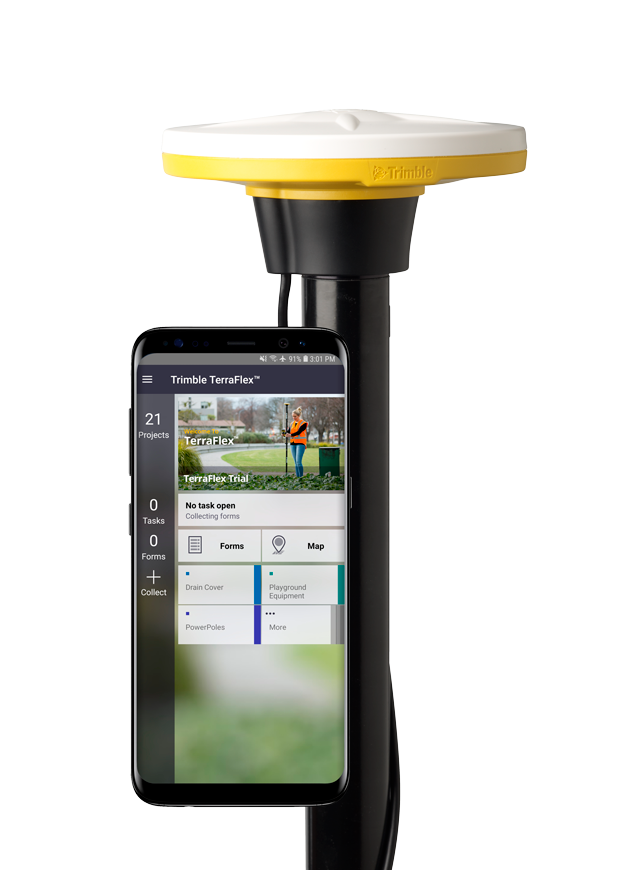 Trimble
91% 3:01 PM
Trimble TerraFlex™
21
Projects
Welcome to
TerraFlex
TerraFlex Trial
No task open
Collecting forms
0
Tasks
0
Forms
Collect
Forms
Map
Drain Cover
Playground
Equipment
PowerPoles
More